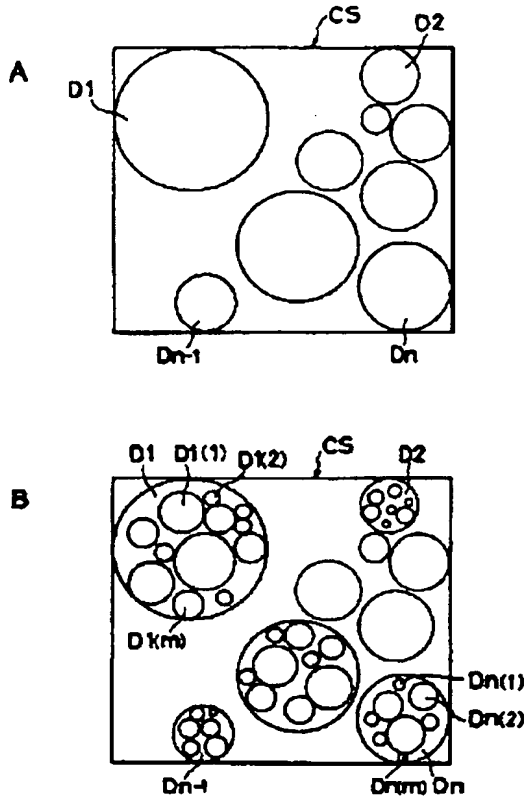 A
CS
D2
D1
Dn-1
Dn
B
CS
D1
D1(1)
D1(2)
D2
D1(m)
Dn(1)
Dn(2)
Dn-1
Dn(m)
Dn